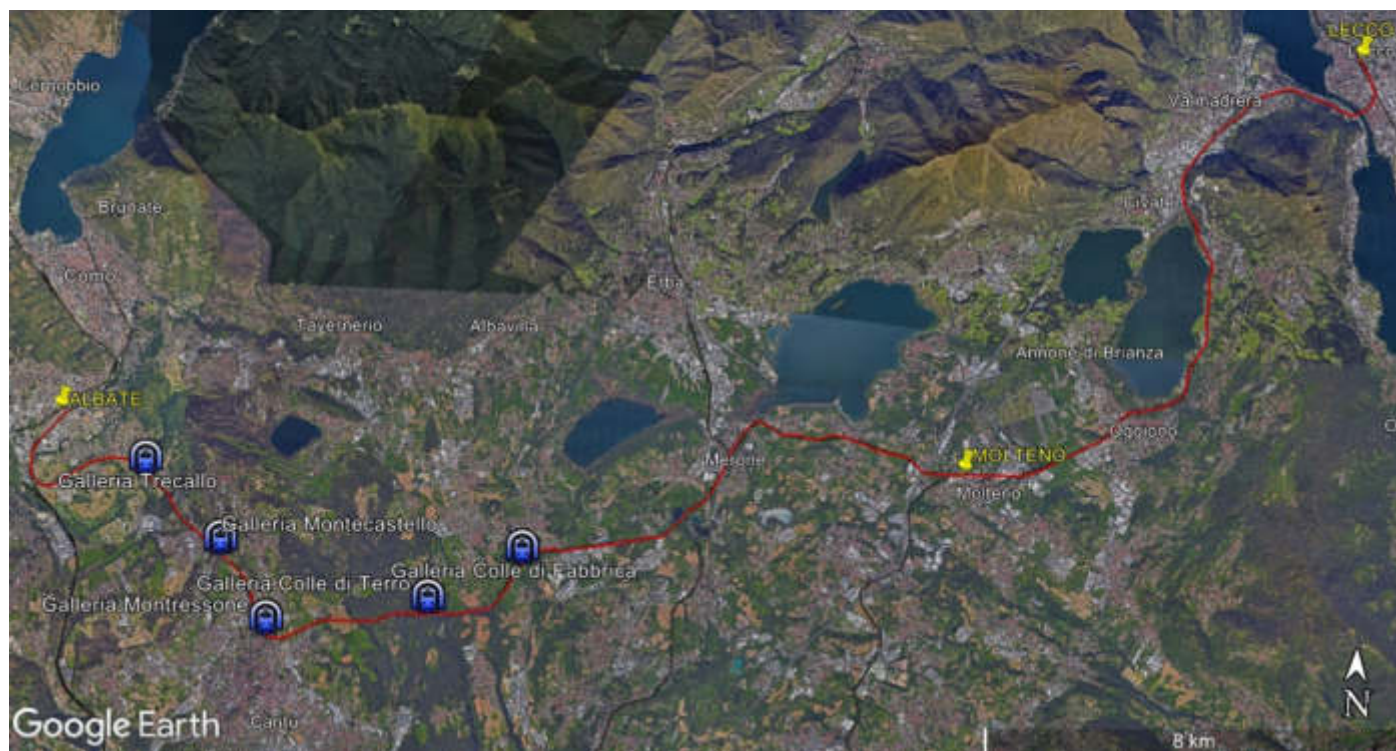 LECCO
Cernobbio
Valmadrera
Brunate
Civate
Como
Erba
Tavernerio
Albavilla
Annone di Brianza
ALBATE
Oggiono
Merone
MOLTENO
Galleria Trecallo
Molteno
Galleria Montecastello
Galleria Colle di Fabbrica
Galleria Colle di Terro
Galleria Montressone
Cantù
Google Earth
N
8 km